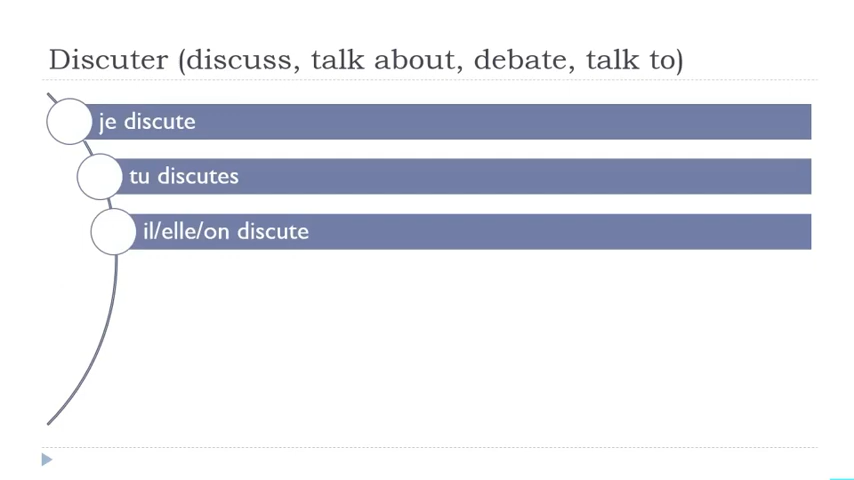 Discuter (discuss, talk about, debate, talk to)
je discute
tu discutes
il/elle/on discute